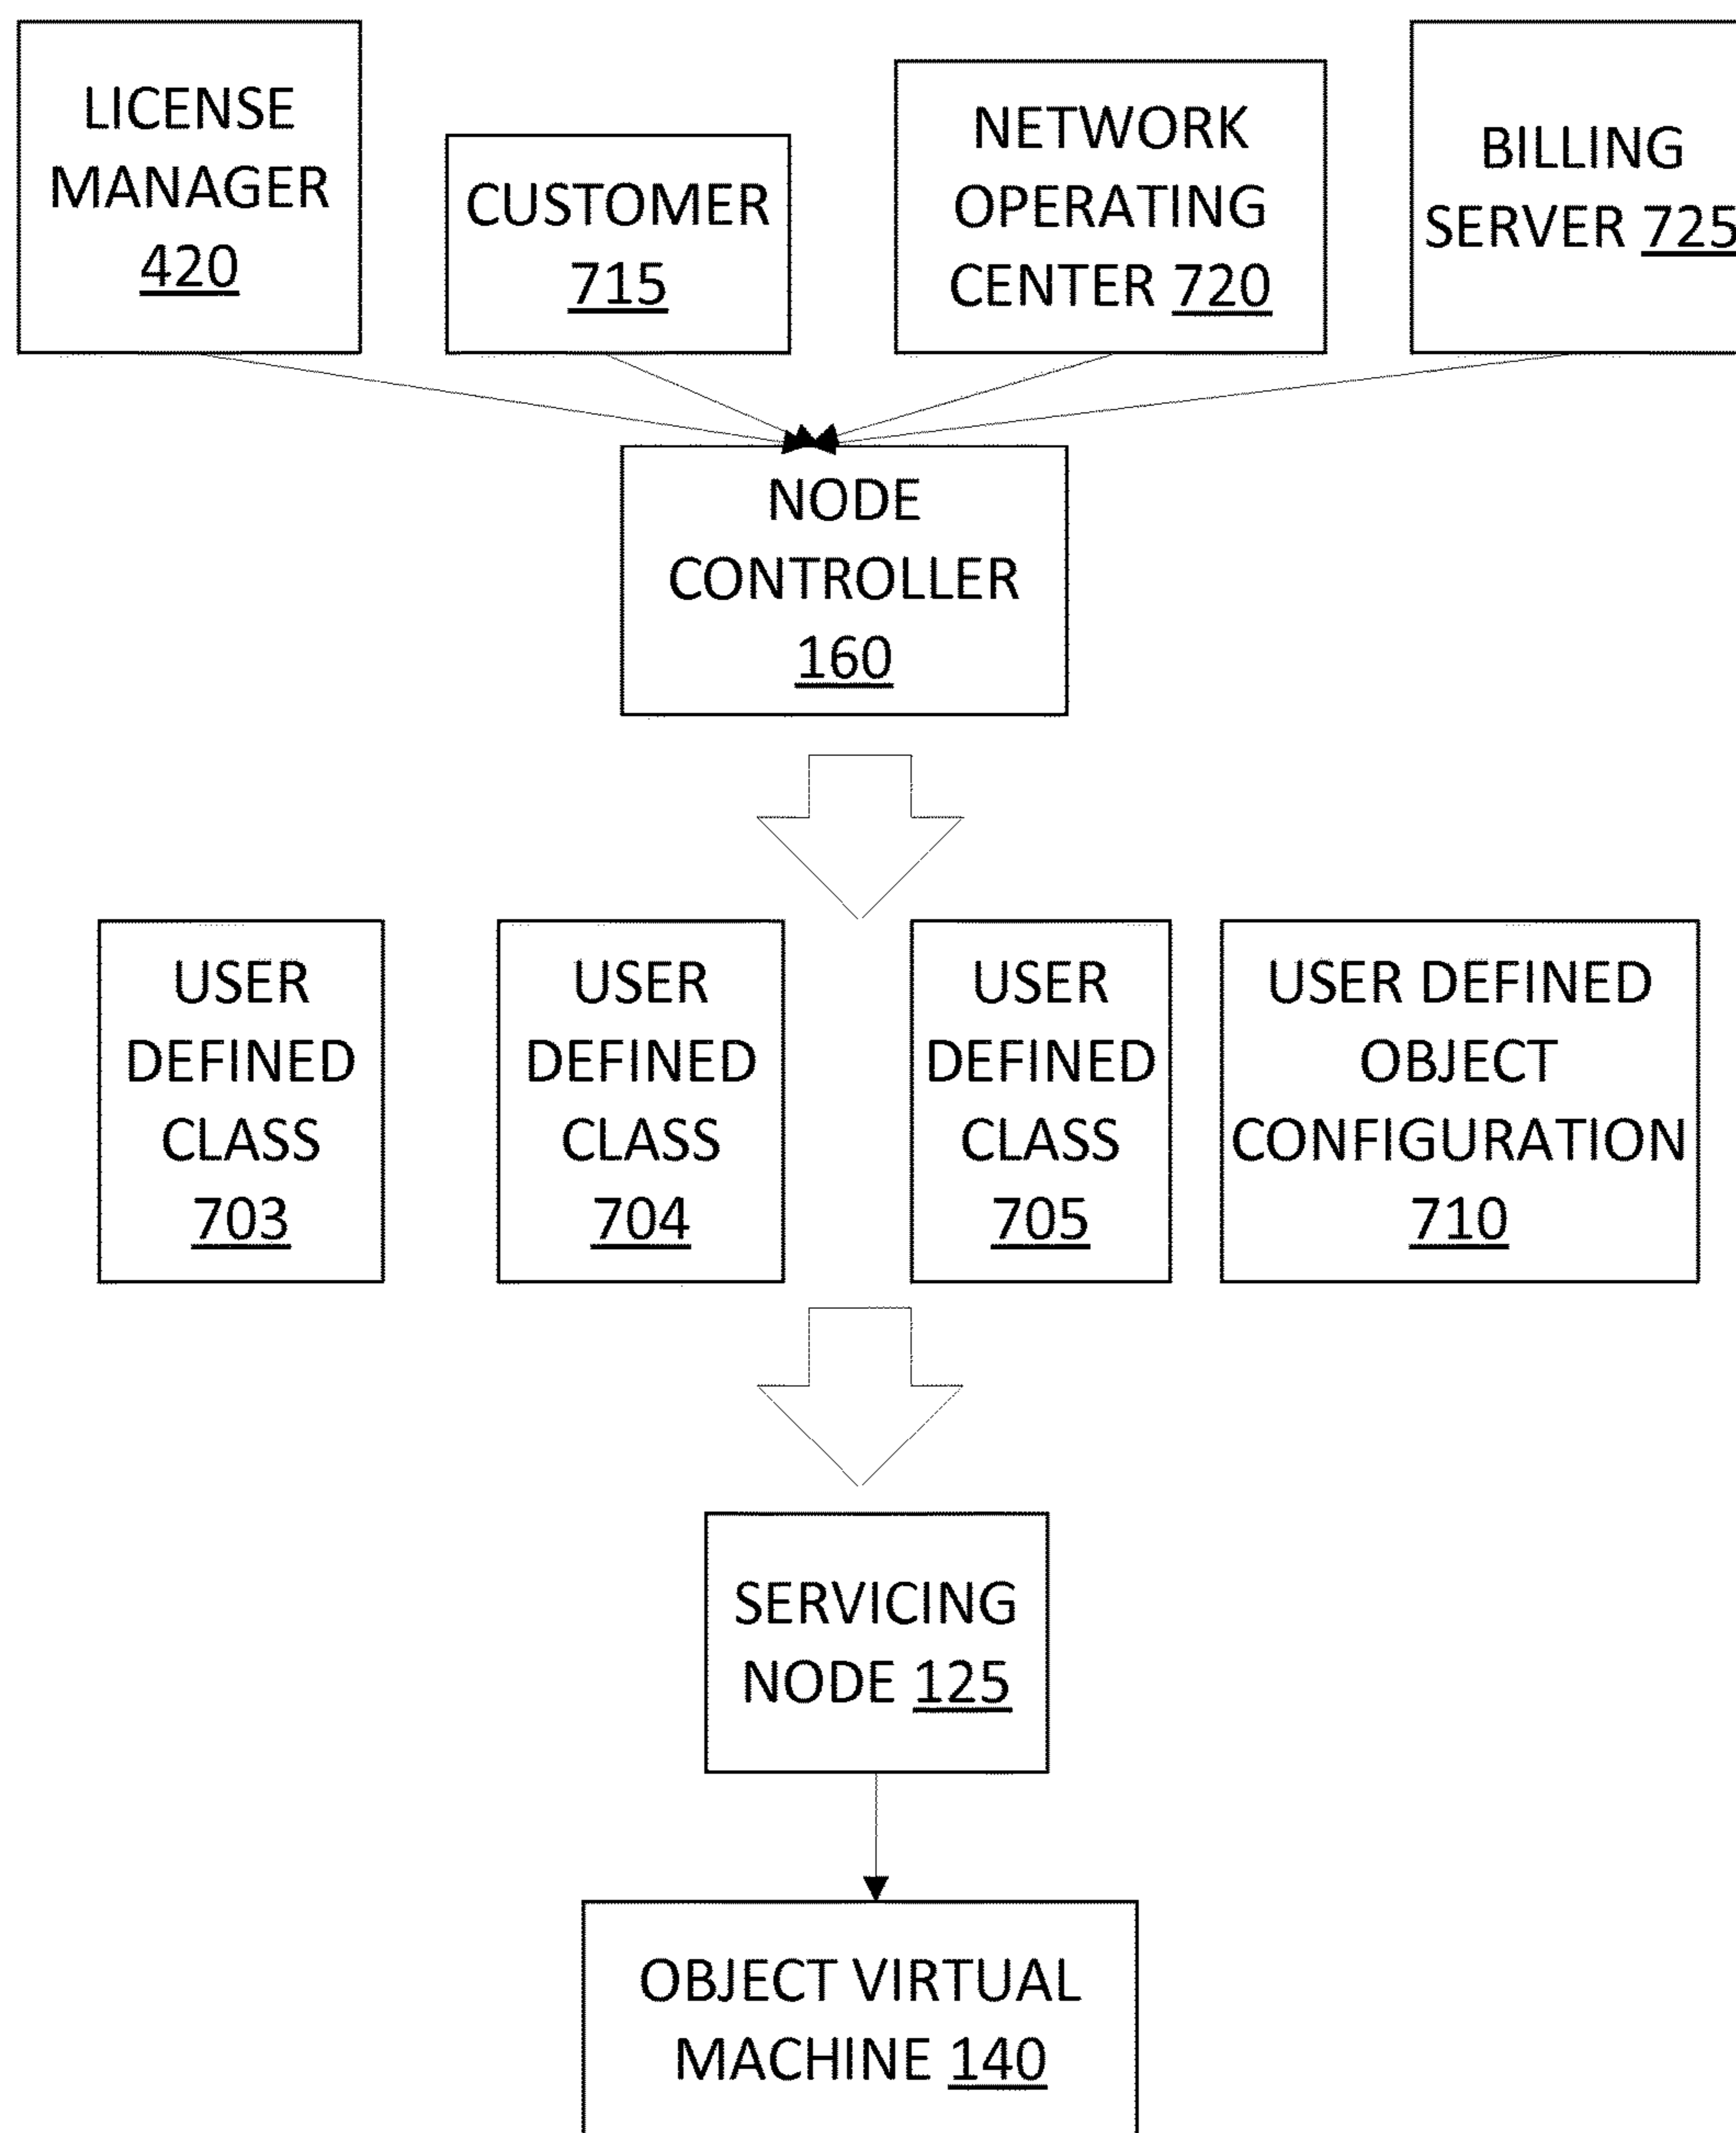 LICENSE
MANAGER
420
CUSTOMER
715
NETWORK
OPERATING
CENTER 720
BILLING
SERVER 725
NODE
CONTROLLER
160
USER
DEFINED
CLASS
703
USER
DEFINED
CLASS
704
USER
DEFINED
CLASS
705
USER DEFINED
OBJECT
CONFIGURATION
710
SERVICING
NODE 125
OBJECT VIRTUAL
MACHINE 140